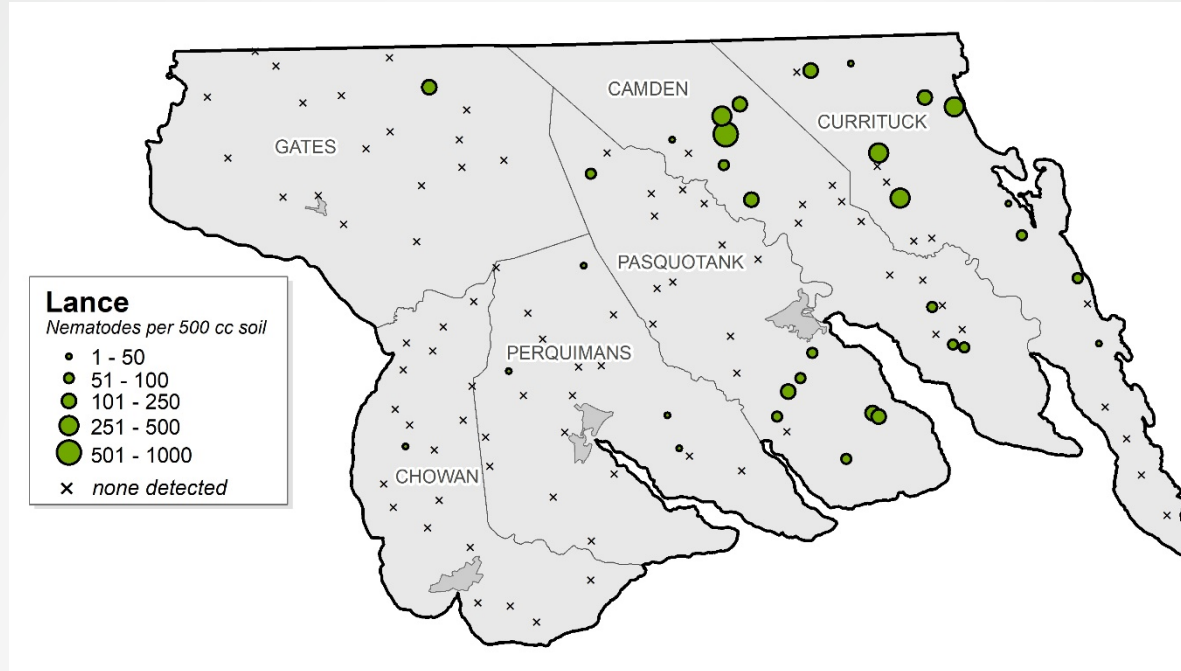 CAMDEN
CURRITUCK
GATES
PASQUOTANK
PERQUIMANS
CHOWAN
Lance
Nematodes per 500 cc soil
1 - 50
51 - 100
101 - 250
251 - 500
501 - 1000
none detected